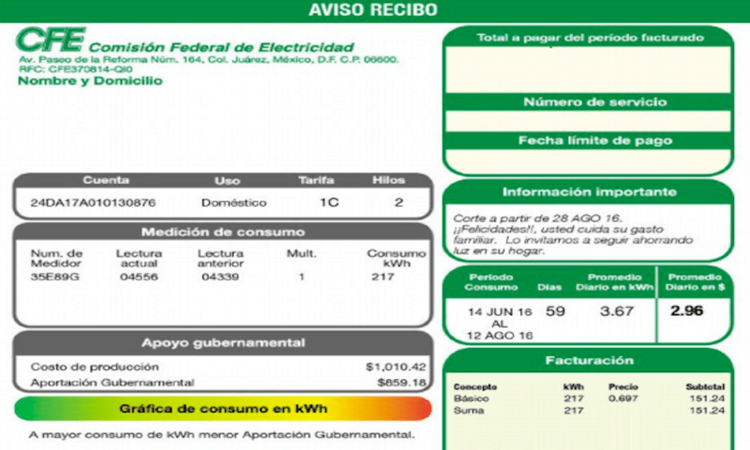 AVISO RECIBO
CFE Comisión Federal de Electricidad
Av. Paseo de la Reforma Núm. 164, Col. Juárez, México, D.F. C.P. 06600.
RFC: CFE370814-QI0
Nombre y Domicilio
Total a pagar del período facturado
Número de servicio
Fecha límite de pago
Cuenta Uso Tarifa Hilos
24DA17A010130876 Doméstico 1C 2
Información importante
Corte a partir de 28 AGO 16.
¡¡Felicidades!!, usted cuida su gasto
familiar. Lo invitamos a seguir ahorrando
luz en su hogar.
Medición de consumo
Num. de Medidor Lectura actual Lectura anterior Mult. Consumo kWh
35E89G 04556 04339 1 217
Período Consumo Días Promedio Diario en kWh Promedio Diario en $
14 JUN 16 59 3.67 2.96
AL
12 AGO 16
Apoyo gubernamental
Costo de producción $1,010.42
Aportación Gubernamental $859.18
Gráfica de consumo en kWh
A mayor consumo de kWh menor Aportación Gubernamental.
Facturación
Concepto kWh Precio Subtotal
Básico 217 0.697 151.24
Suma 217 151.24